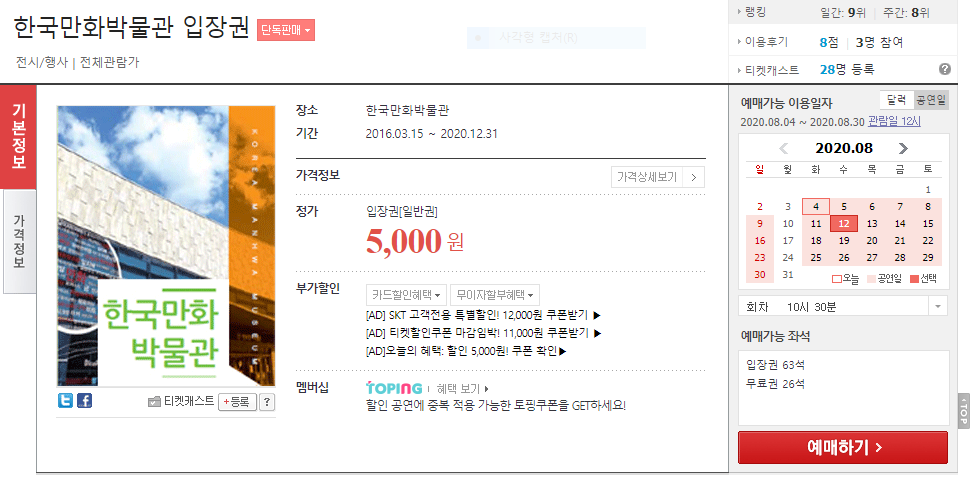 한국만화박물관 입장권 단독판매
전시/행사 | 전체관람가
랭킹 일간: 9위 | 주간: 8위
이용후기 8점 | 3명 참여
티켓캐스트 28명 등록 ?
사각형 캡처(R)
기본정보
가격정보
KOREA MANHWA MUSEUM
한국만화
박물관
티켓캐스트 +등록 ?
장소 한국만화박물관
기간 2016.03.15 ~ 2020.12.31
가격정보 가격상세보기 >
정가 입장권[일반권]
5,000 원
부가할인 카드할인혜택 무이자할부혜택
[AD] SKT 고객전용 특별할인! 12,000원 쿠폰받기 ▶
[AD] 티켓할인쿠폰 마감임박! 11,000원 쿠폰받기 ▶
[AD]오늘의 혜택: 할인 5,000원! 쿠폰 확인▶
멤버십 TOPING | 혜택 보기
할인 공연에 중복 적용 가능한 토핑쿠폰을 GET하세요!
예매가능 이용일자 달력 공연일
2020.08.04 ~ 2020.08.30 관람일 12시
< 2020.08 >
일 월 화 수 목 금 토
1
2 3 4 5 6 7 8
9 10 11 12 13 14 15
16 17 18 19 20 21 22
23 24 25 26 27 28 29
30 31 오늘 공연일 선택
회차 10시 30분
예매가능 좌석
입장권 63석
무료권 26석
예매하기 >
TOP